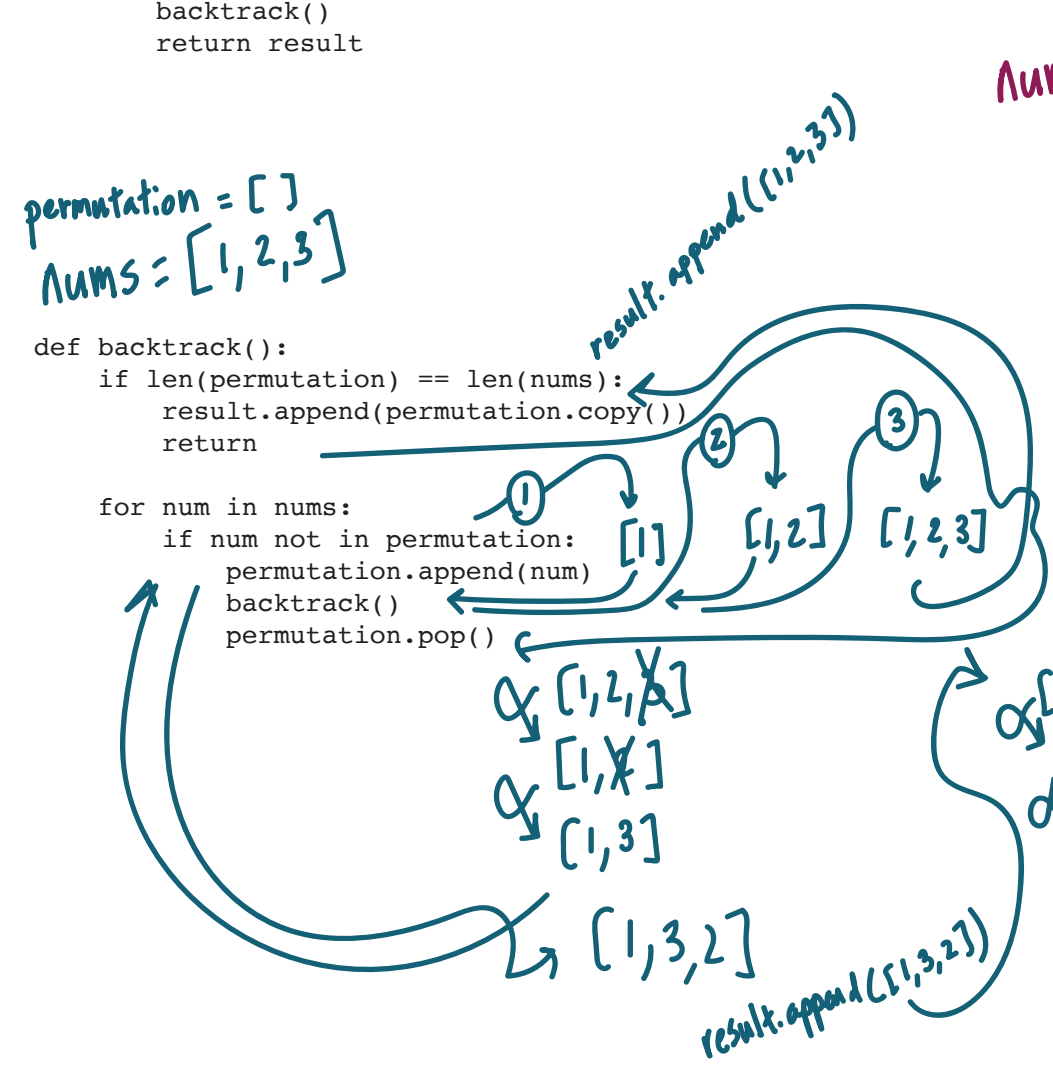 backtrack()
return result
result.append([1,2,3])
permutation = [ ]
nums = [1,2,3]
def backtrack():
if len(permutation) == len(nums):
result.append(permutation.copy())
return
1
2
3
for num in nums:
[1]
[1,2]
[1,2,3]
if num not in permutation:
permutation.append(num)
backtrack()
permutation.pop()
[1,2,3]
[1,2]
[1,3]
[1,3,2]
result.append([1,3,2])